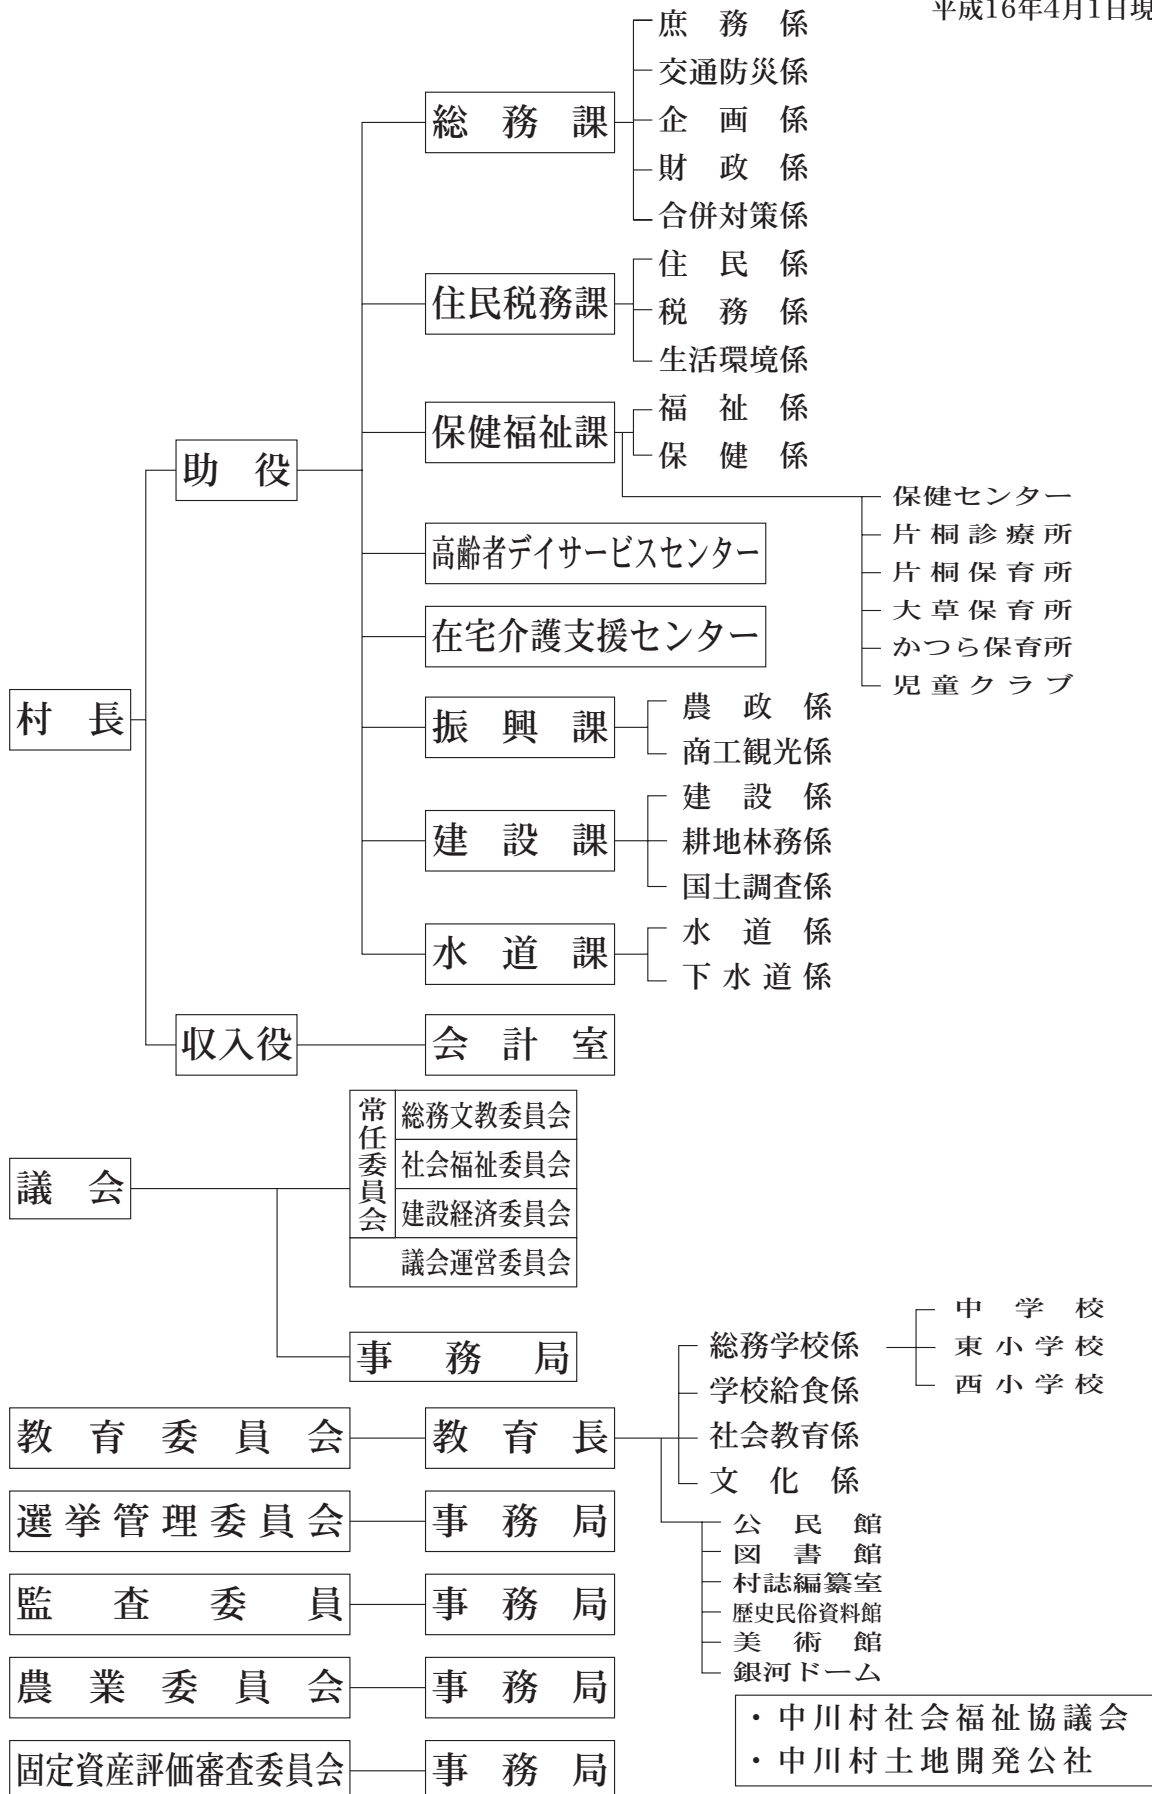 平成16年4月1日現
庶務係
交通防災係
総務課
企画係
財政係
合併対策係
住民係
住民税務課
税務係
生活環境係
福祉係
保健福祉課
保健係
助役
保健センター
片桐診療所
高齢者デイサービスセンター
片桐保育所
大草保育所
在宅介護支援センター
かつら保育所
児童クラブ
村長
農政係
振興課
商工観光係
建設係
建設課
耕地林務係
国土調査係
水道係
水道課
下水道係
収入役
会計室
常任委員会
総務文教委員会
社会福祉委員会
議会
建設経済委員会
議会運営委員会
中学校
総務学校係
東小学校
事務局
西小学校
学校給食係
教育委員会
教育長
社会教育係
文化係
選挙管理委員会
事務局
公民館
図書館
村誌編纂室
監査委員
事務局
歴史民俗資料館
美術館
銀河ドーム
農業委員会
事務局
・中川村社会福祉協議会
・中川村土地開発公社
固定資産評価審査委員会
事務局